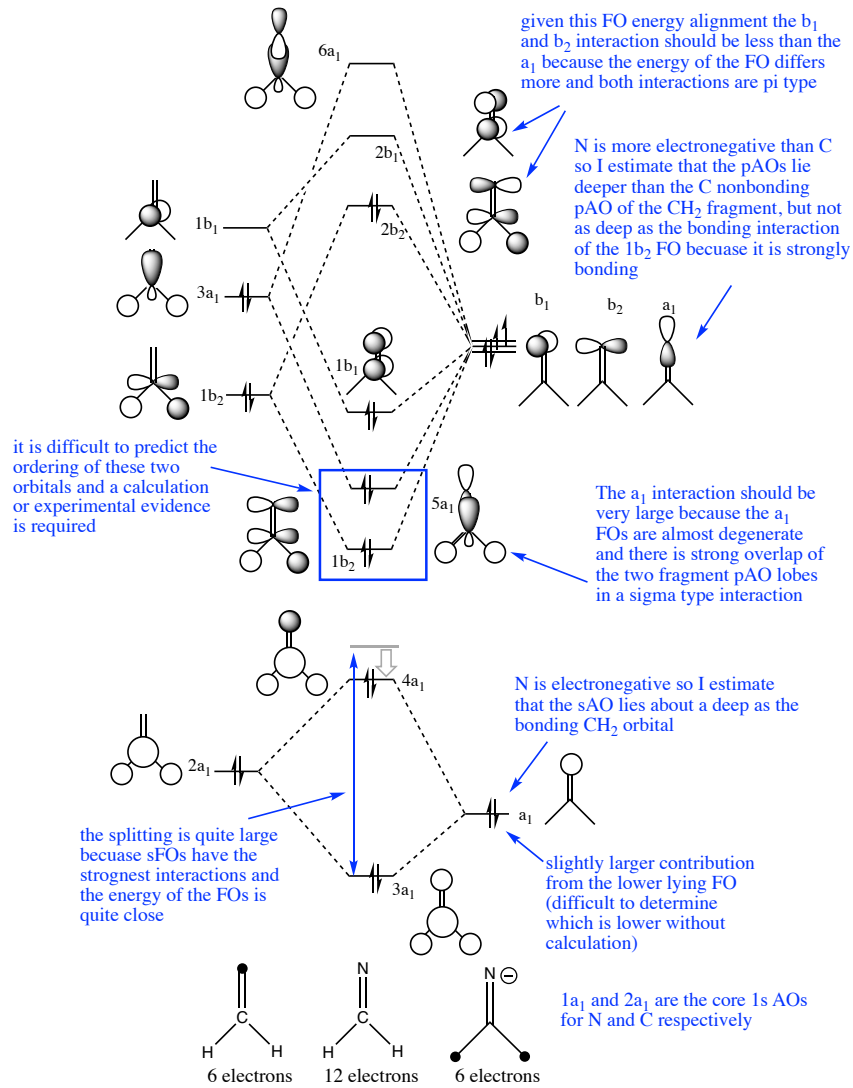 given this FO energy alignment the b₁
and b₂ interaction should be less than the
a₁ because the energy of the FO differs
more and both interactions are pi type
6a₁
2b₁
N is more electronegative than C
so I estimate that the pAOs lie
deeper than the C nonbonding
pAO of the CH₂ fragment, but not
as deep as the bonding interaction
of the 1b₂ FO becuase it is strongly
bonding
1b₁
2b₂
3a₁
b₁ b₂ a₁
1b₁
1b₂
it is difficult to predict the
ordering of these two
orbitals and a calculation
or experimental evidence
is required
5a₁
1b₂
The a₁ interaction should be
very large because the a₁
FOs are almost degenerate
and there is strong overlap of
the two fragment pAO lobes
in a sigma type interaction
4a₁
N is electronegative so I estimate
that the sAO lies about a deep as the
bonding CH₂ orbital
2a₁
a₁
the splitting is quite large
becuase sFOs have the
strognest interactions and
the energy of the FOs is
quite close
3a₁
slightly larger contribution
from the lower lying FO
(difficult to determine
which is lower without
calculation)
C
H H
N
C
H H
N ⊖
1a₁ and 2a₁ are the core 1s AOs
for N and C respectively
6 electrons 12 electrons 6 electrons